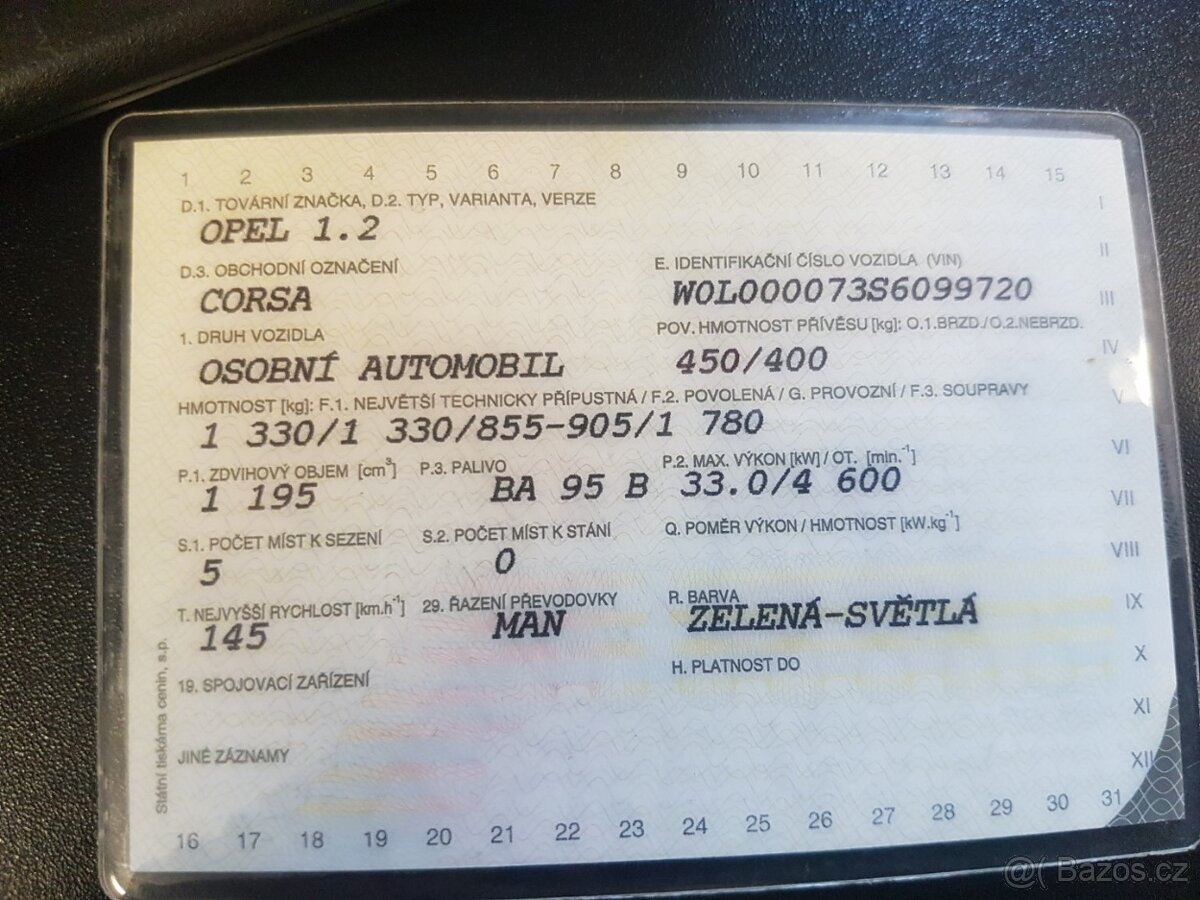 1 2 3 4 5 6 7 8 9 10 11 12 13 14 15
D.1. TOVÁRNÍ ZNAČKA, D.2. TYP, VARIANTA, VERZE
I
OPEL 1.2
II
D.3. OBCHODNÍ OZNAČENÍ
E. IDENTIFIKAČNÍ ČÍSLO VOZIDLA (VIN)
CORSA
WOL000073S6099720
III
1. DRUH VOZIDLA
POV. HMOTNOST PŘÍVĚSU [kg]: O.1.BRZD./O.2.NEBRZD.
OSOBNÍ AUTOMOBIL
450/400
IV
HMOTNOST [kg]: F.1. NEJVĚTŠÍ TECHNICKY PŘÍPUSTNÁ / F.2. POVOLENÁ / G. PROVOZNÍ / F.3. SOUPRAVY
V
1 330/1 330/855-905/1 780
VI
P.1. ZDVIHOVÝ OBJEM [cm³]
P.3. PALIVO
P.2. MAX. VÝKON [kW] / OT. [min.⁻¹]
1 195
BA 95 B
33.0/4 600
VII
S.1. POČET MÍST K SEZENÍ
S.2. POČET MÍST K STÁNÍ
Q. POMĚR VÝKON / HMOTNOST [kW.kg⁻¹]
5
0
VIII
T. NEJVYŠŠÍ RYCHLOST [km.h⁻¹]
29. ŘAZENÍ PŘEVODOVKY
R. BARVA
IX
145
MAN
ZELENÁ-SVĚTLÁ
19. SPOJOVACÍ ZAŘÍZENÍ
H. PLATNOST DO
X
XI
JINÉ ZÁZNAMY
XII
Státní tiskárna cenin, s.p.
16 17 18 19 20 21 22 23 24 25 26 27 28 29 30 31
@( Bazos.cz